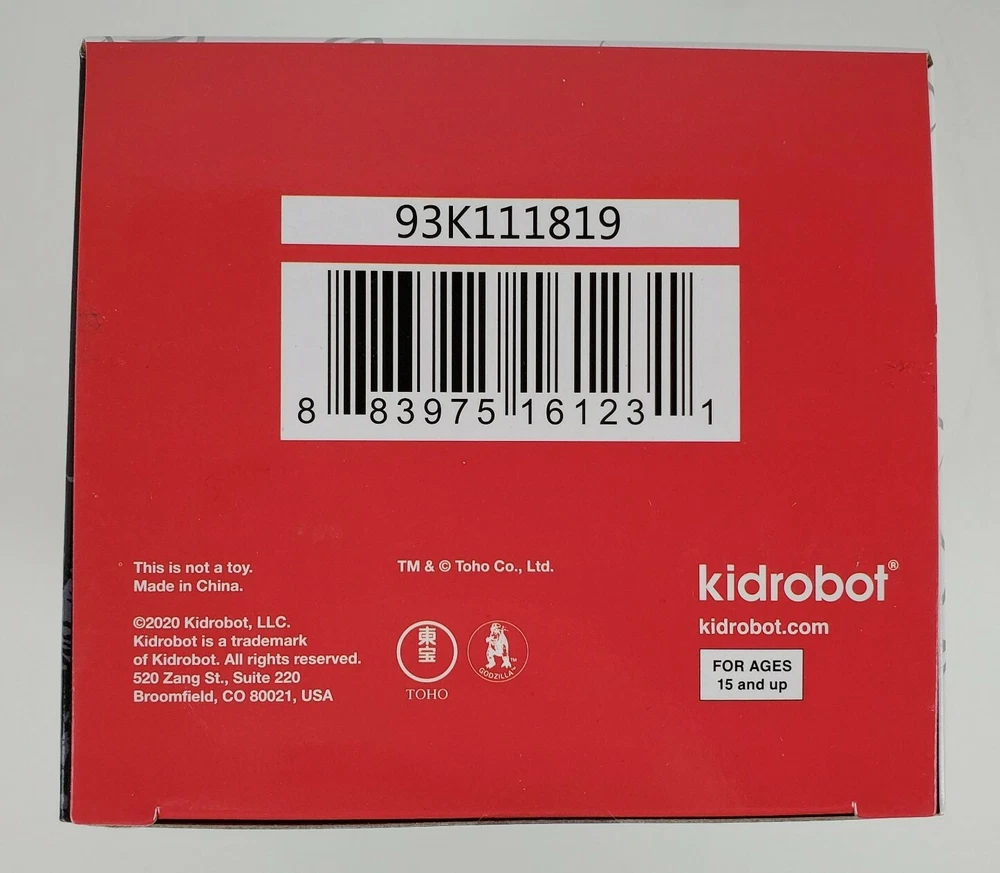 93K111819
8 83975 16123 1
This is not a toy.
Made in China.
©2020 Kidrobot, LLC.
Kidrobot is a trademark
of Kidrobot. All rights reserved.
520 Zang St., Suite 220
Broomfield, CO 80021, USA
TM & © Toho Co., Ltd.
東宝
TOHO
GODZILLA™
kidrobot®
kidrobot.com
FOR AGES
15 and up